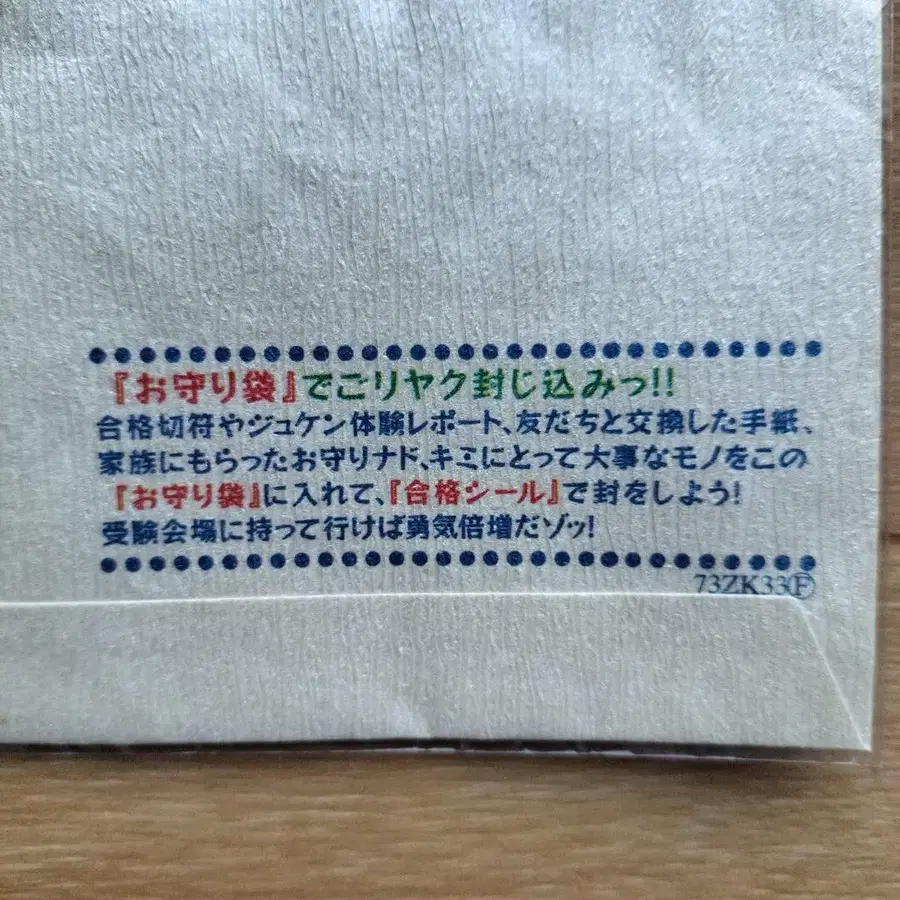 『お守り袋』でごリヤク封じ込みっ!!
合格切符やジュケン体験レポート、友だちと交換した手紙、
家族にもらったお守りナド、キミにとって大事なモノをこの
『お守り袋』に入れて、『合格シール』で封をしよう!
受験会場に持って行けば勇気倍増だゾッ!
73ZK33Ⓕ